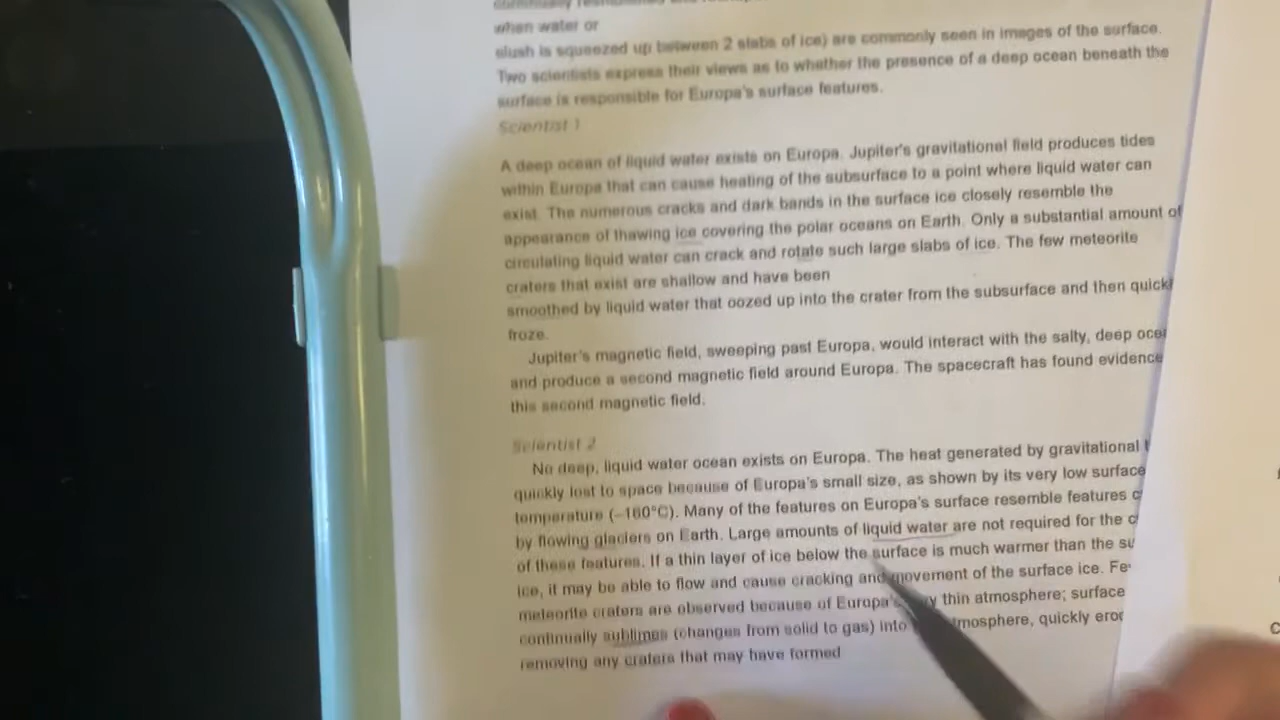 when water or
slush is squeezed up between 2 slabs of ice) are commonly seen in images of the surface.
Two scientists express their views as to whether the presence of a deep ocean beneath the
surface is responsible for Europa's surface features.
Scientist 1
A deep ocean of liquid water exists on Europa. Jupiter's gravitational field produces tides
within Europa that can cause heating of the subsurface to a point where liquid water can
exist. The numerous cracks and dark bands in the surface ice closely resemble the
appearance of thawing ice covering the polar oceans on Earth. Only a substantial amount of
circulating liquid water can crack and rotate such large slabs of ice. The few meteorite
craters that exist are shallow and have been
smoothed by liquid water that oozed up into the crater from the subsurface and then quick
froze.
Jupiter's magnetic field, sweeping past Europa, would interact with the salty, deep
and produce a second magnetic field around Europa. The spacecraft has found evidence
this second magnetic field.
Scientist 2
No deep, liquid water ocean exists on Europa. The heat generated by gravitational
quickly lost to space because of Europa's small size, as shown by its very low surface
temperature (–160°C). Many of the features on Europa's surface resemble features
by flowing glaciers on Earth. Large amounts of liquid water are not required for the
of these features. If a thin layer of ice below the surface is much warmer than the
ice, it may be able to flow and cause cracking and movement of the surface ice.
meteorite craters are observed because of Europa's thin atmosphere; surface
continually sublimes (changes from solid to gas) into atmosphere, quickly
removing any craters that may have formed